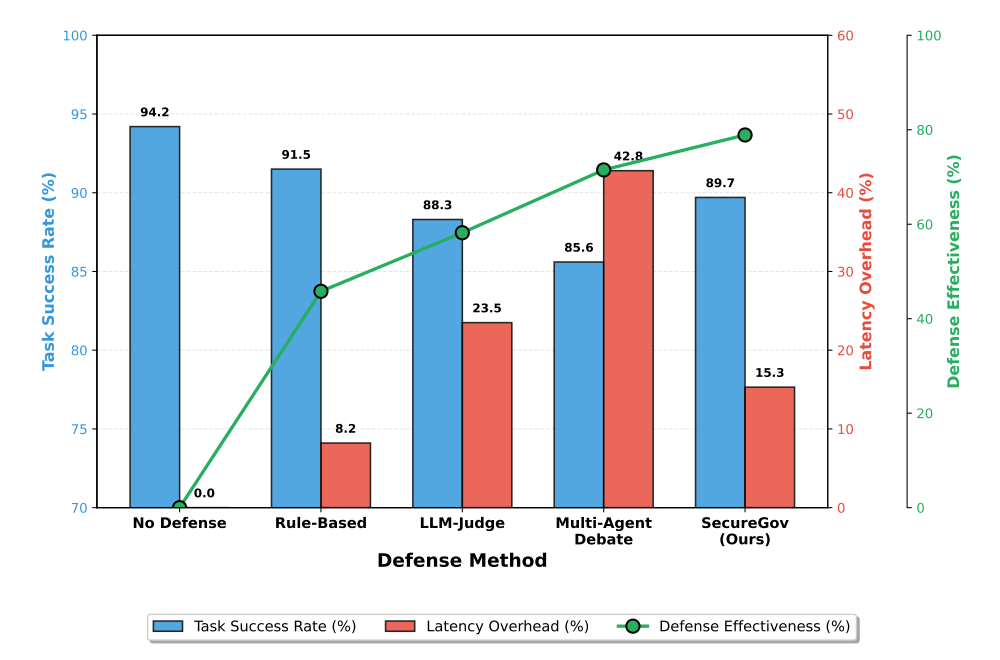 100
95
90
85
80
75
70
Task Success Rate (%)
94.2
91.5
88.3
85.6
89.7
0.0
8.2
23.5
42.8
15.3
60
50
40
30
20
10
0
Latency Overhead (%)
100
80
60
40
20
0
Defense Effectiveness (%)
No Defense
Rule-Based
LLM-Judge
Multi-Agent
Debate
SecureGov
(Ours)
Defense Method
Task Success Rate (%)
Latency Overhead (%)
Defense Effectiveness (%)